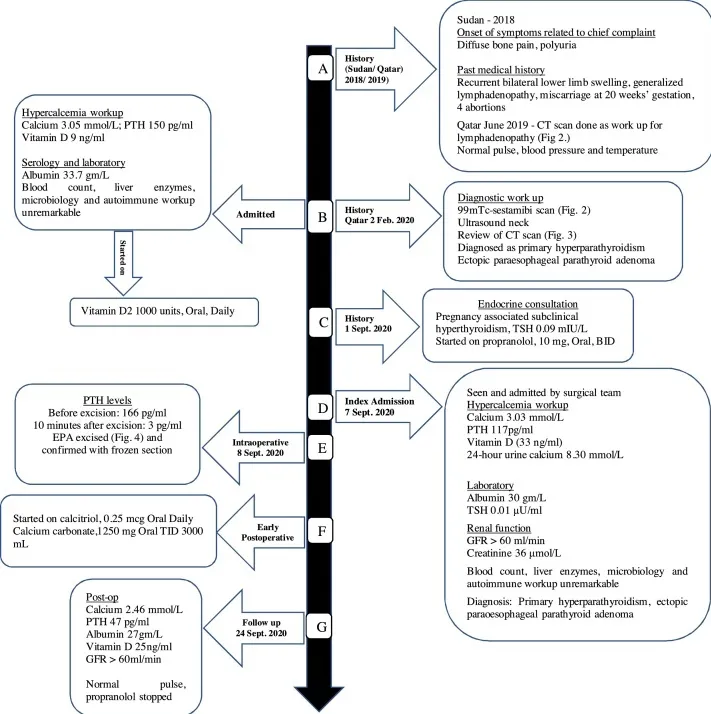 A
History
(Sudan/ Qatar)
2018/ 2019)
Sudan - 2018
Onset of symptoms related to chief complaint
Diffuse bone pain, polyuria
Past medical history
Recurrent bilateral lower limb swelling, generalized
lymphadenopathy, miscarriage at 20 weeks’ gestation,
4 abortions
Qatar June 2019 - CT scan done as work up for
lymphadenopathy (Fig 2.)
Normal pulse, blood pressure and temperature
Hypercalcemia workup
Calcium 3.05 mmol/L; PTH 150 pg/ml
Vitamin D 9 ng/ml
Serology and laboratory
Albumin 33.7 gm/L
Blood count, liver enzymes,
microbiology and autoimmune workup
unremarkable
Admitted
B
History
Qatar 2 Feb. 2020
Diagnostic work up
99mTc-sestamibi scan (Fig. 2)
Ultrasound neck
Review of CT scan (Fig. 3)
Diagnosed as primary hyperparathyroidism
Ectopic paraesophageal parathyroid adenoma
Started on
Vitamin D2 1000 units, Oral, Daily
C
History
1 Sept. 2020
Endocrine consultation
Pregnancy associated subclinical
hyperthyroidism, TSH 0.09 mIU/L
Started on propranolol, 10 mg, Oral, BID
D
Index Admission
7 Sept. 2020
Seen and admitted by surgical team
Hypercalcemia workup
Calcium 3.03 mmol/L
PTH 117pg/ml
Vitamin D (33 ng/ml)
24-hour urine calcium 8.30 mmol/L
Laboratory
Albumin 30 gm/L
TSH 0.01 µU/ml
Renal function
GFR > 60 ml/min
Creatinine 36 µmol/L
Blood count, liver enzymes, microbiology and
autoimmune workup unremarkable
Diagnosis: Primary hyperparathyroidism, ectopic
paraoesophageal parathyroid adenoma
PTH levels
Before excision: 166 pg/ml
10 minutes after excision: 3 pg/ml
EPA excised (Fig. 4) and
confirmed with frozen section
Intraoperative
8 Sept. 2020
E
Started on calcitriol, 0.25 mcg Oral Daily
Calcium carbonate,1250 mg Oral TID 3000
mL
Early
Postoperative
F
Post-op
Calcium 2.46 mmol/L
PTH 47 pg/ml
Albumin 27gm/L
Vitamin D 25ng/ml
GFR > 60ml/min
Normal pulse,
propranolol stopped
Follow up
24 Sept. 2020
G